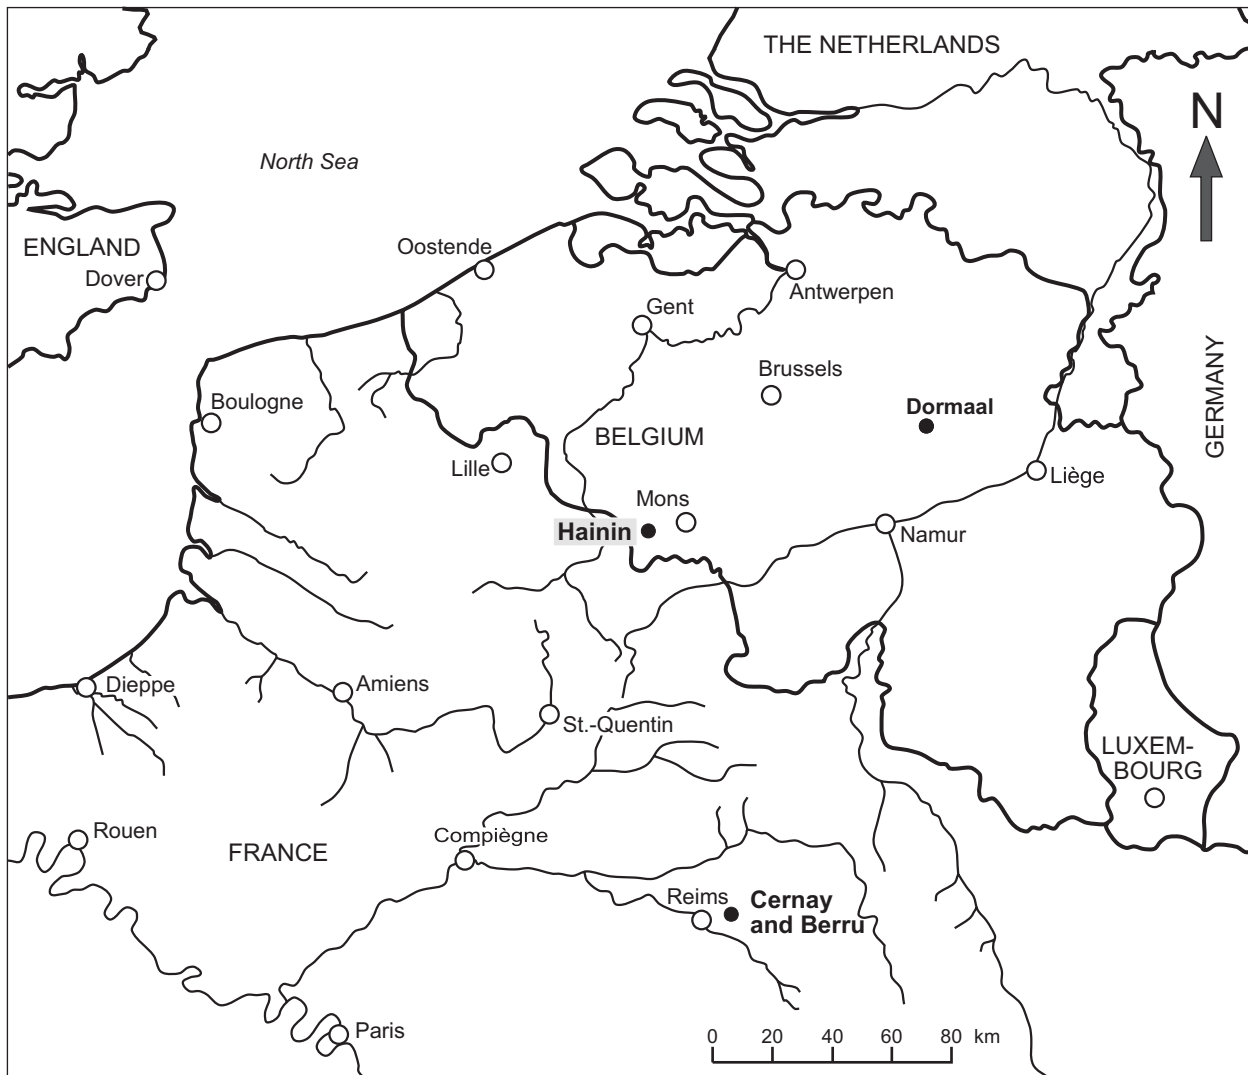 THE NETHERLANDS
N
North Sea
ENGLAND
Oostende
Dover
Antwerpen
Gent
GERMANY
Brussels
Boulogne
Dormaal
BELGIUM
Lille
Liège
Mons
Hainin
Namur
Dieppe
Amiens
St.-Quentin
LUXEM-
BOURG
Rouen
Compiègne
FRANCE
Reims
Cernay
and Berru
Paris
0 20 40 60 80 km